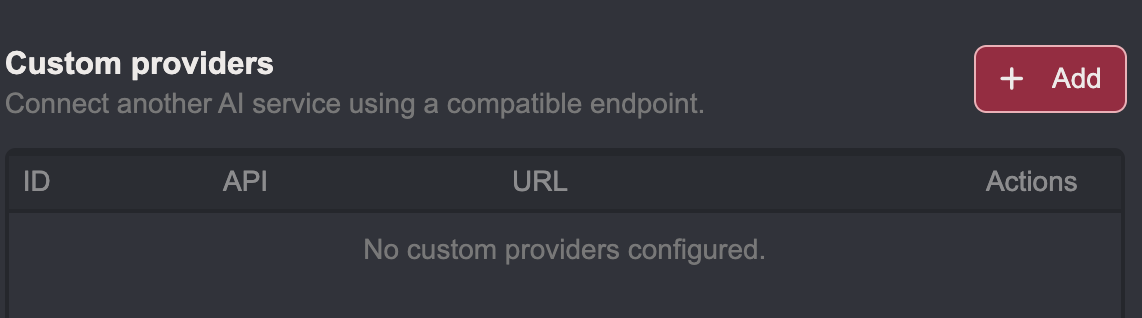 Custom providers
Connect another AI service using a compatible endpoint.
+ Add
ID API URL Actions
No custom providers configured.